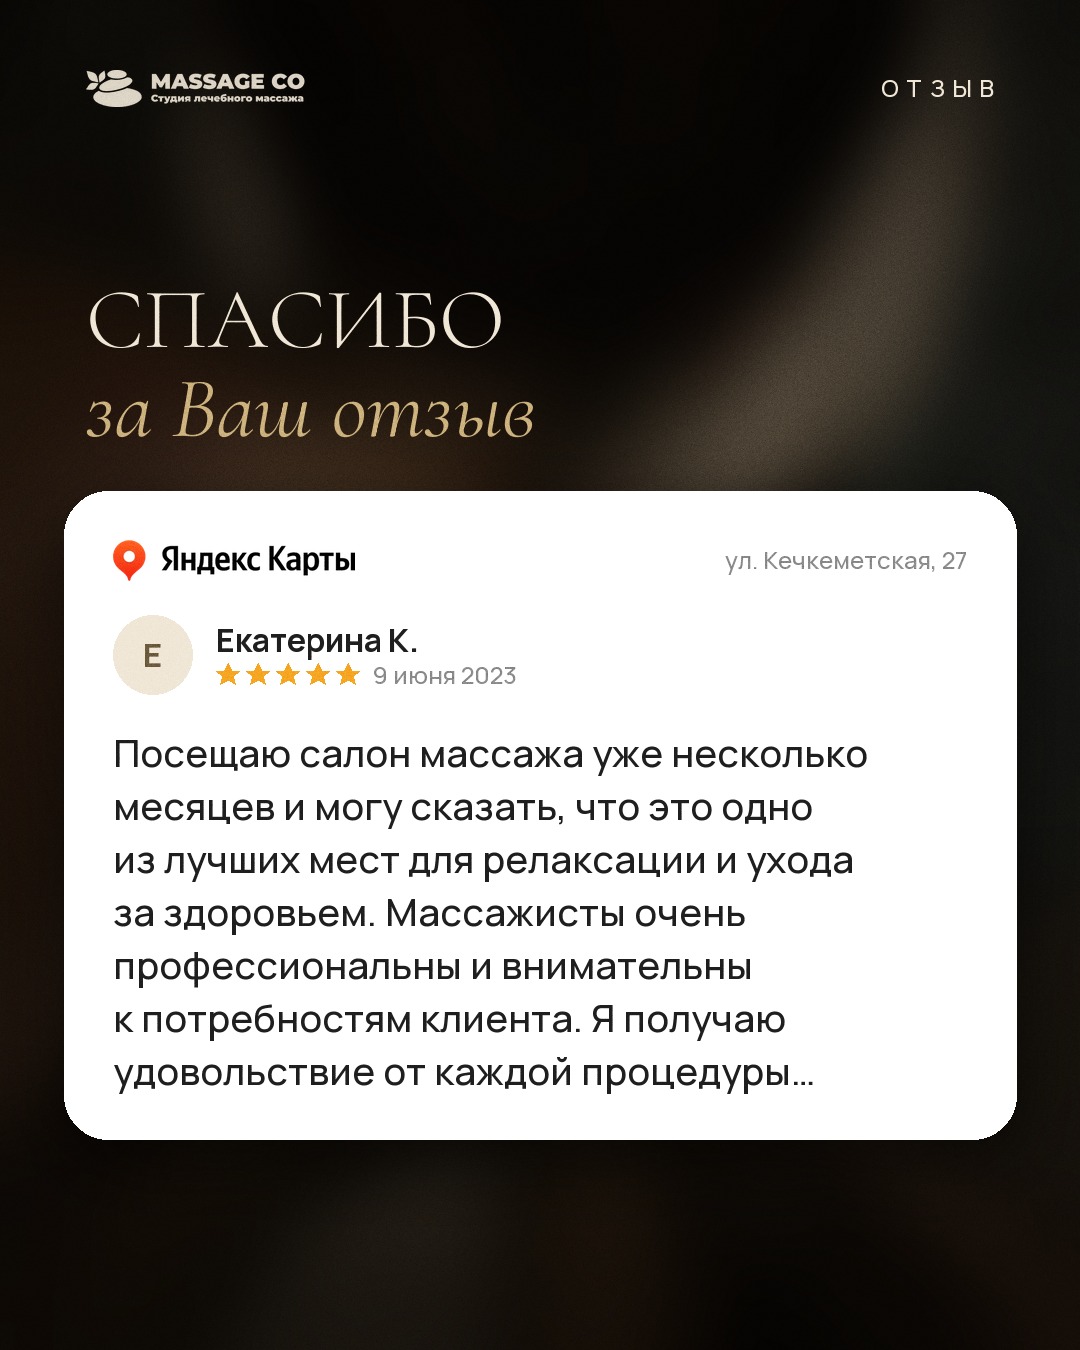 MASSAGE CO
Студия лечебного массажа
ОТЗЫВ
СПАСИБО
за Ваш отзыв
Яндекс Карты
ул. Кечкеметская, 27
Е
Екатерина К.
9 июня 2023
Посещаю салон массажа уже несколько
месяцев и могу сказать, что это одно
из лучших мест для релаксации и ухода
за здоровьем. Массажисты очень
профессиональны и внимательны
к потребностям клиента. Я получаю
удовольствие от каждой процедуры...